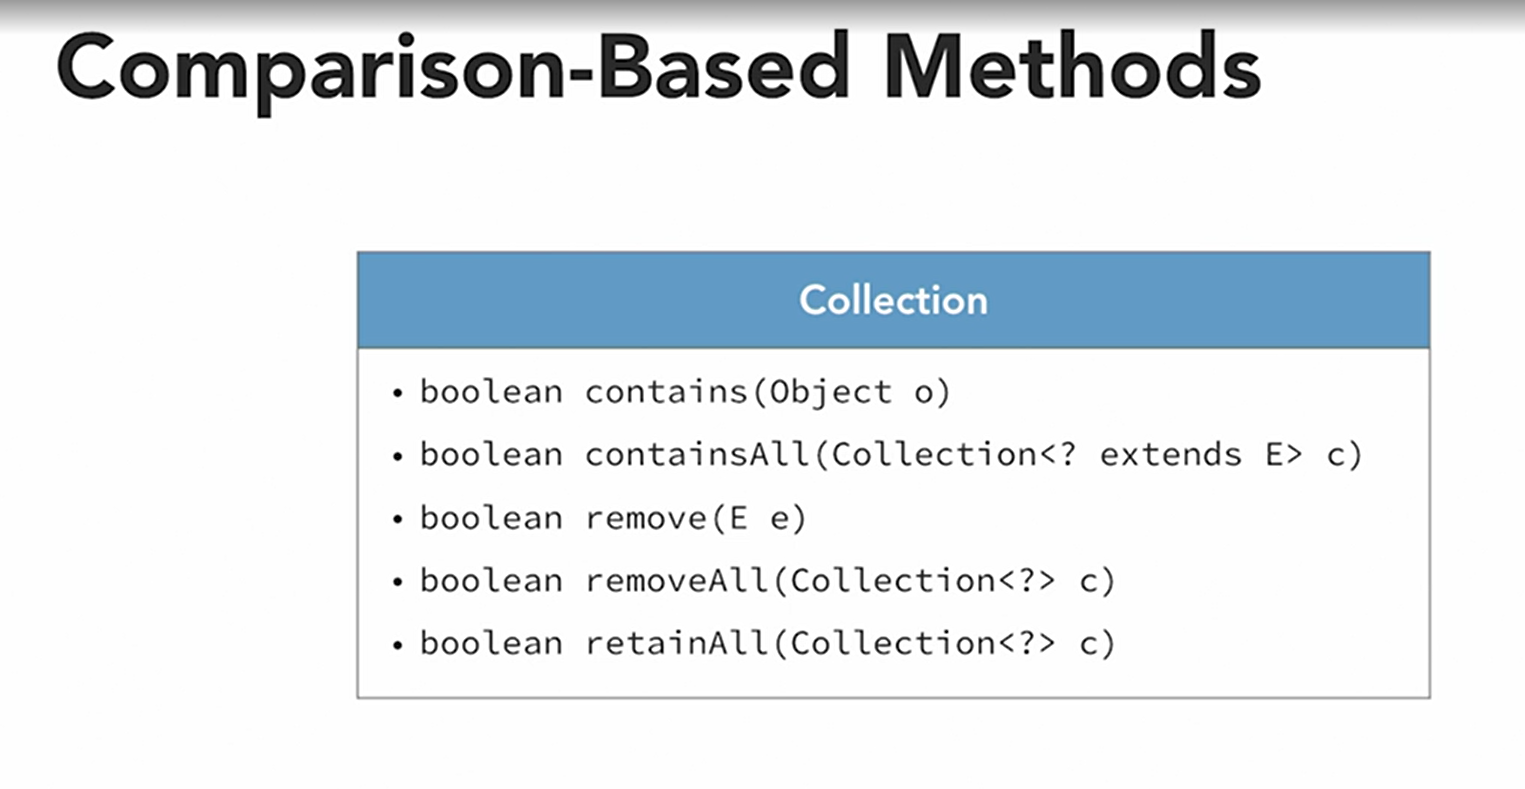 Comparison-Based Methods
Collection
• boolean contains(Object o)
• boolean containsAll(Collection<? extends E> c)
• boolean remove(E e)
• boolean removeAll(Collection<?> c)
• boolean retainAll(Collection<?> c)